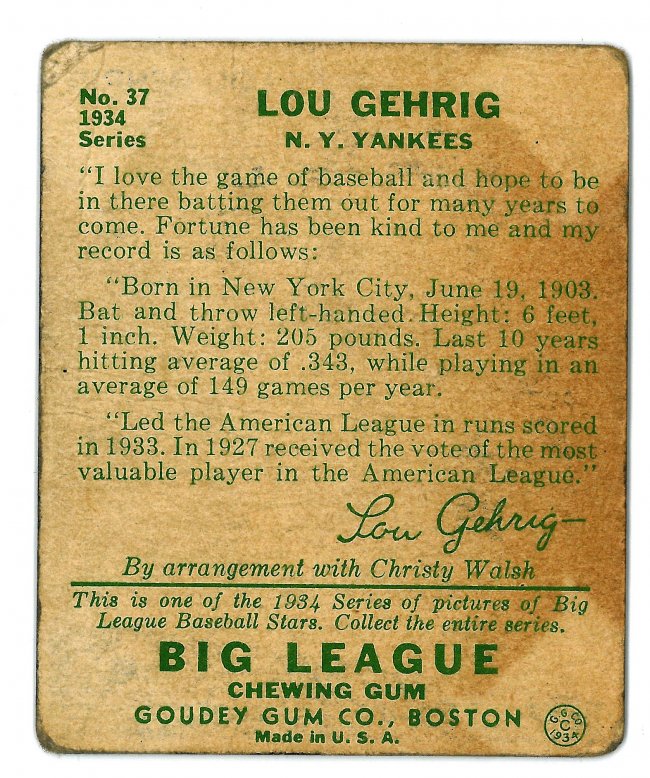 No. 37
1934
Series
LOU GEHRIG
N. Y. YANKEES
"I love the game of baseball and hope to be
in there batting them out for many years to
come. Fortune has been kind to me and my
record is as follows:
"Born in New York City, June 19, 1903.
Bat and throw left-handed. Height: 6 feet,
1 inch. Weight: 205 pounds. Last 10 years
hitting average of .343, while playing in an
average of 149 games per year.
"Led the American League in runs scored
in 1933. In 1927 received the vote of the most
valuable player in the American League."
Lou Gehrig—
By arrangement with Christy Walsh
This is one of the 1934 Series of pictures of Big
League Baseball Stars. Collect the entire series.
BIG LEAGUE
CHEWING GUM
GOUDEY GUM CO., BOSTON
Made in U. S. A.
G. G. CO.
C
1934